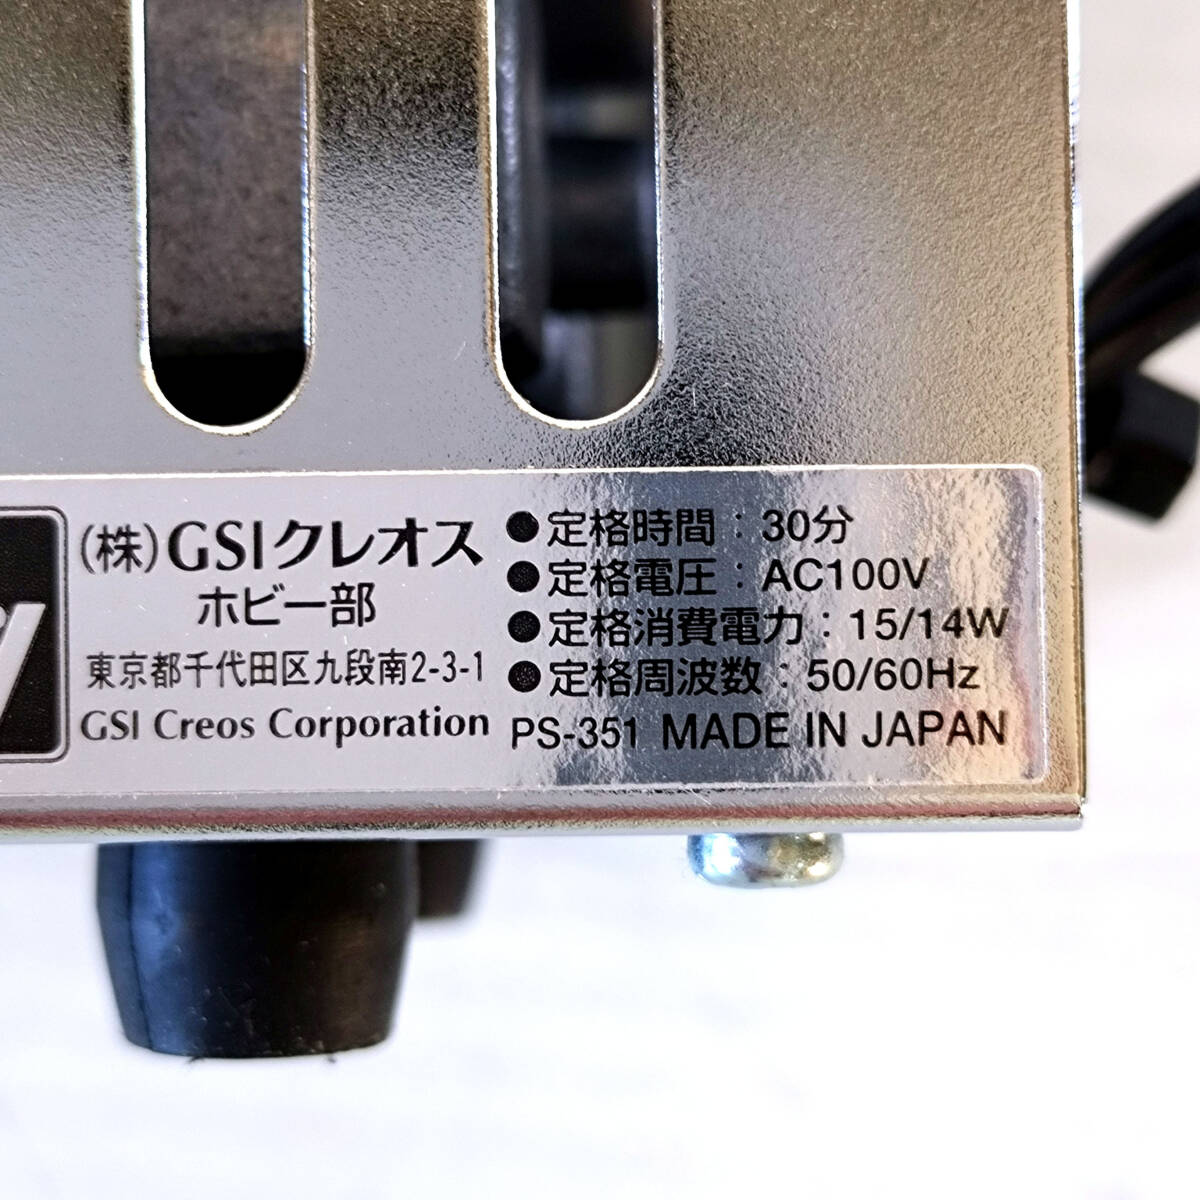 (株)GSIクレオス
ホビー部
東京都千代田区九段南2-3-1
GSI Creos Corporation
●定格時間：30分
●定格電圧：AC100V
●定格消費電力：15/14W
●定格周波数：50/60Hz
PS-351 MADE IN JAPAN